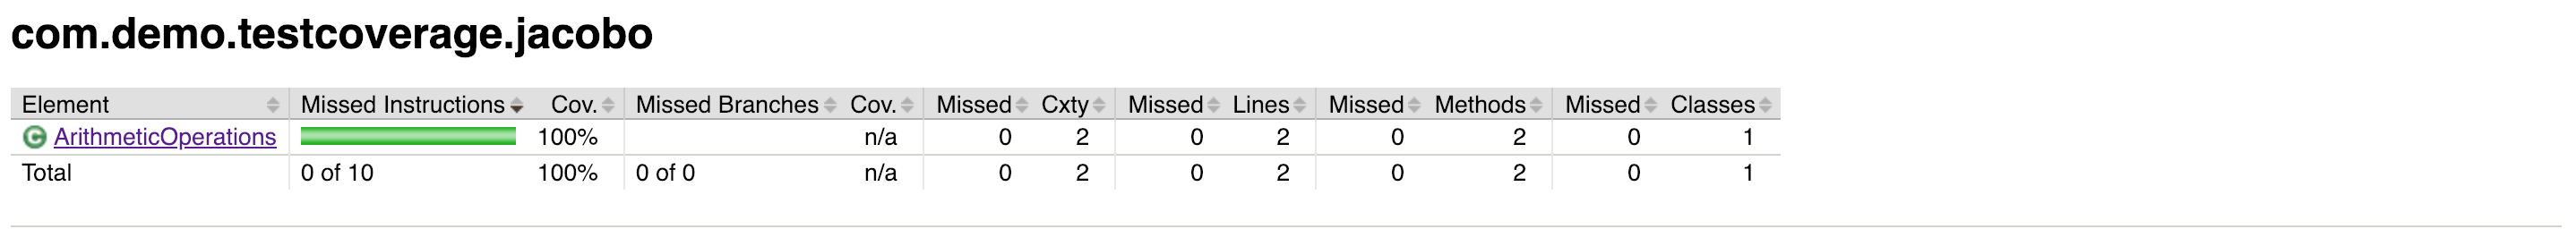 com.demo.testcoverage.jacobo
Element Missed Instructions Cov. Missed Branches Cov. Missed Cxty Missed Lines Missed Methods Missed Classes
C ArithmeticOperations 100% n/a 0 2 0 2 0 2 0 1
Total 0 of 10 100% 0 of 0 n/a 0 2 0 2 0 2 0 1